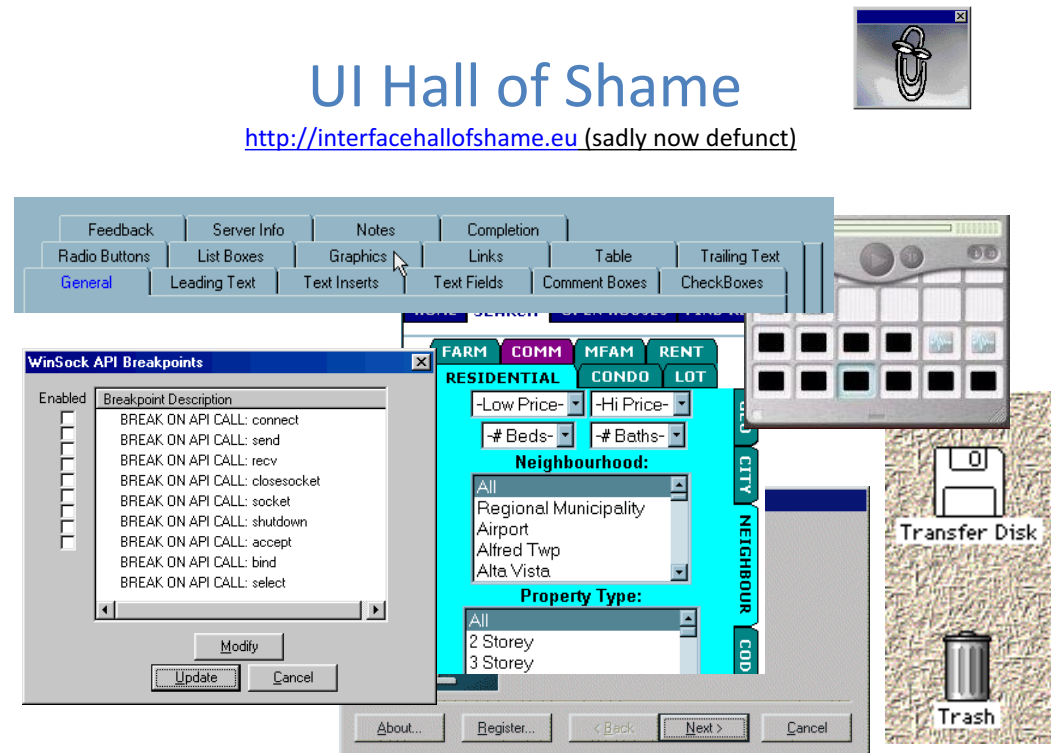 UI Hall of Shame
http://interfacehallofshame.eu (sadly now defunct)
Feedback Server Info Notes Completion
Radio Buttons List Boxes Graphics Links Table Trailing Text
General Leading Text Text Inserts Text Fields Comment Boxes CheckBoxes
SEARCH OPEN HOUSES
FARM COMM MFAM RENT
RESIDENTIAL CONDO LOT
-Low Price- -Hi Price-
-# Beds- -# Baths-
Neighbourhood:
All
Regional Municipality
Airport
Alfred Twp
Alta Vista
Property Type:
All
2 Storey
3 Storey
CITY
NEIGHBOUR
COD
WinSock API Breakpoints
Enabled Breakpoint Description
BREAK ON API CALL: connect
BREAK ON API CALL: send
BREAK ON API CALL: recv
BREAK ON API CALL: closesocket
BREAK ON API CALL: socket
BREAK ON API CALL: shutdown
BREAK ON API CALL: accept
BREAK ON API CALL: bind
BREAK ON API CALL: select
Modify
Update Cancel
About... Register... < Back Next > Cancel
Transfer Disk
Trash